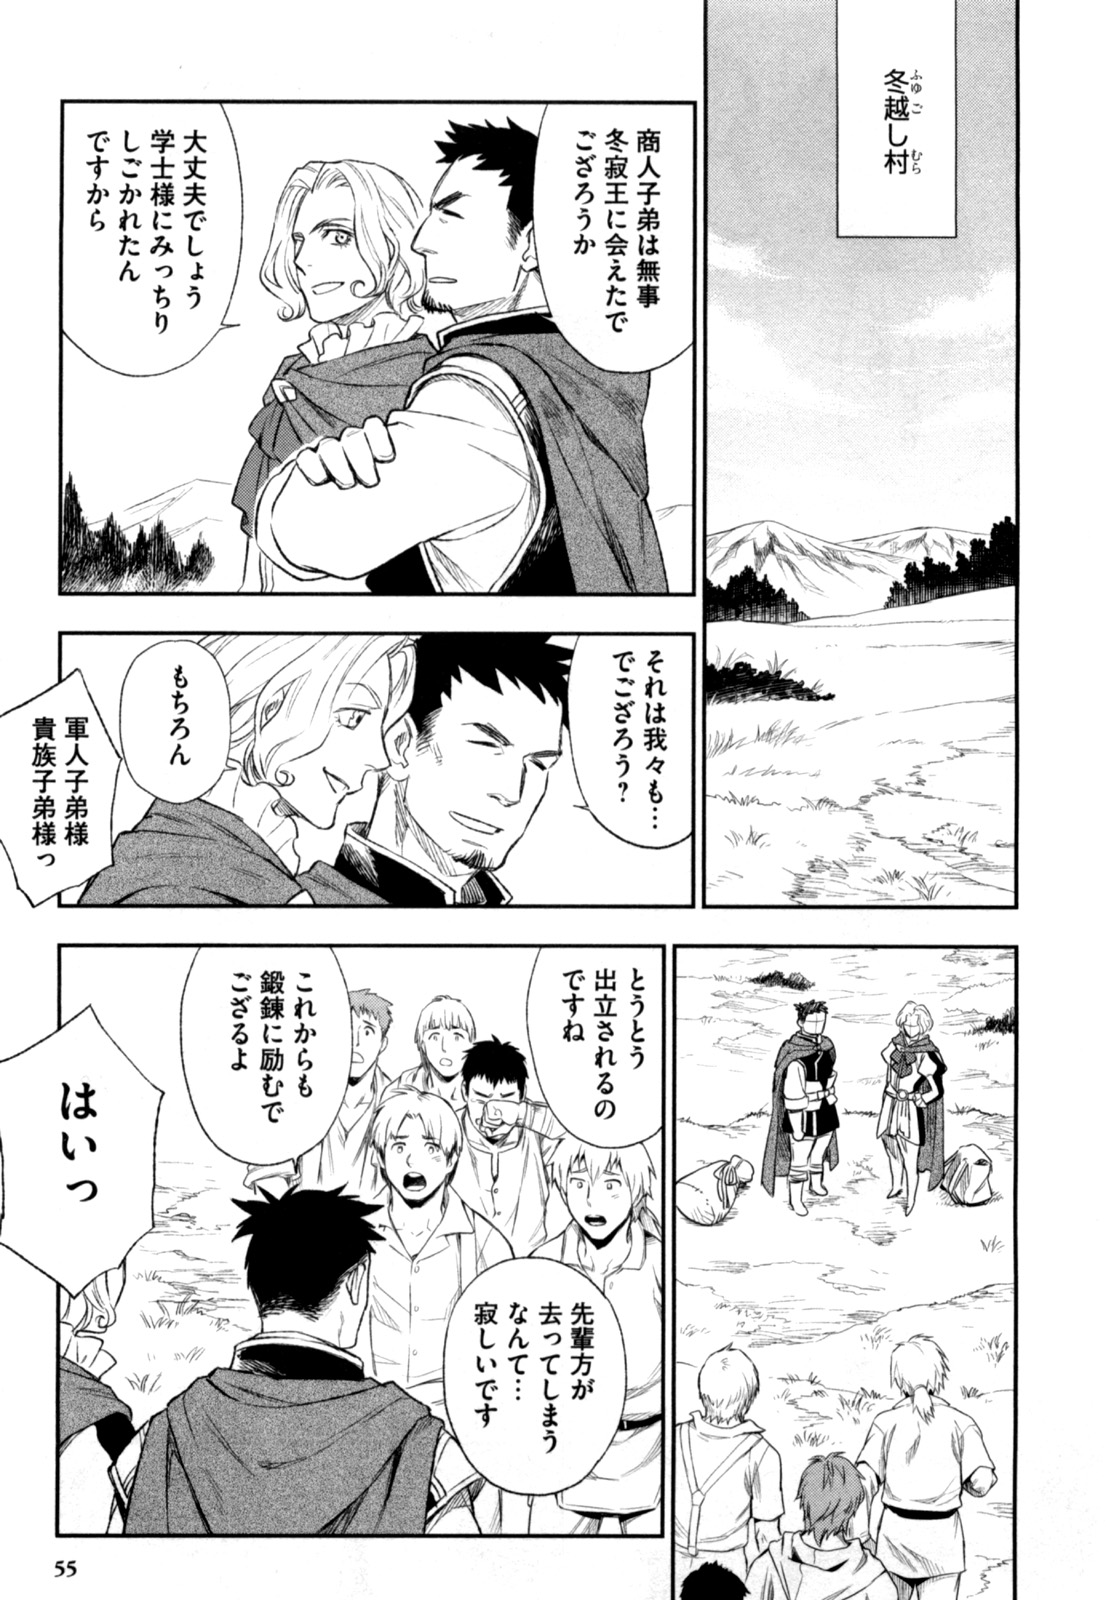 冬越し村
ふゆご
むら
商人子弟は無事
冬寂王に会えたで
ござろうか
大丈夫でしょう
学士様にみっちり
しごかれたん
ですから
それは我々も…
でござろう？
もちろん
軍人子弟様
貴族子弟様っ
とうとう
出立されるの
ですね
先輩方が
去ってしまう
なんて…
寂しいです
これからも
鍛錬に励むで
ござるよ
はいっ
55